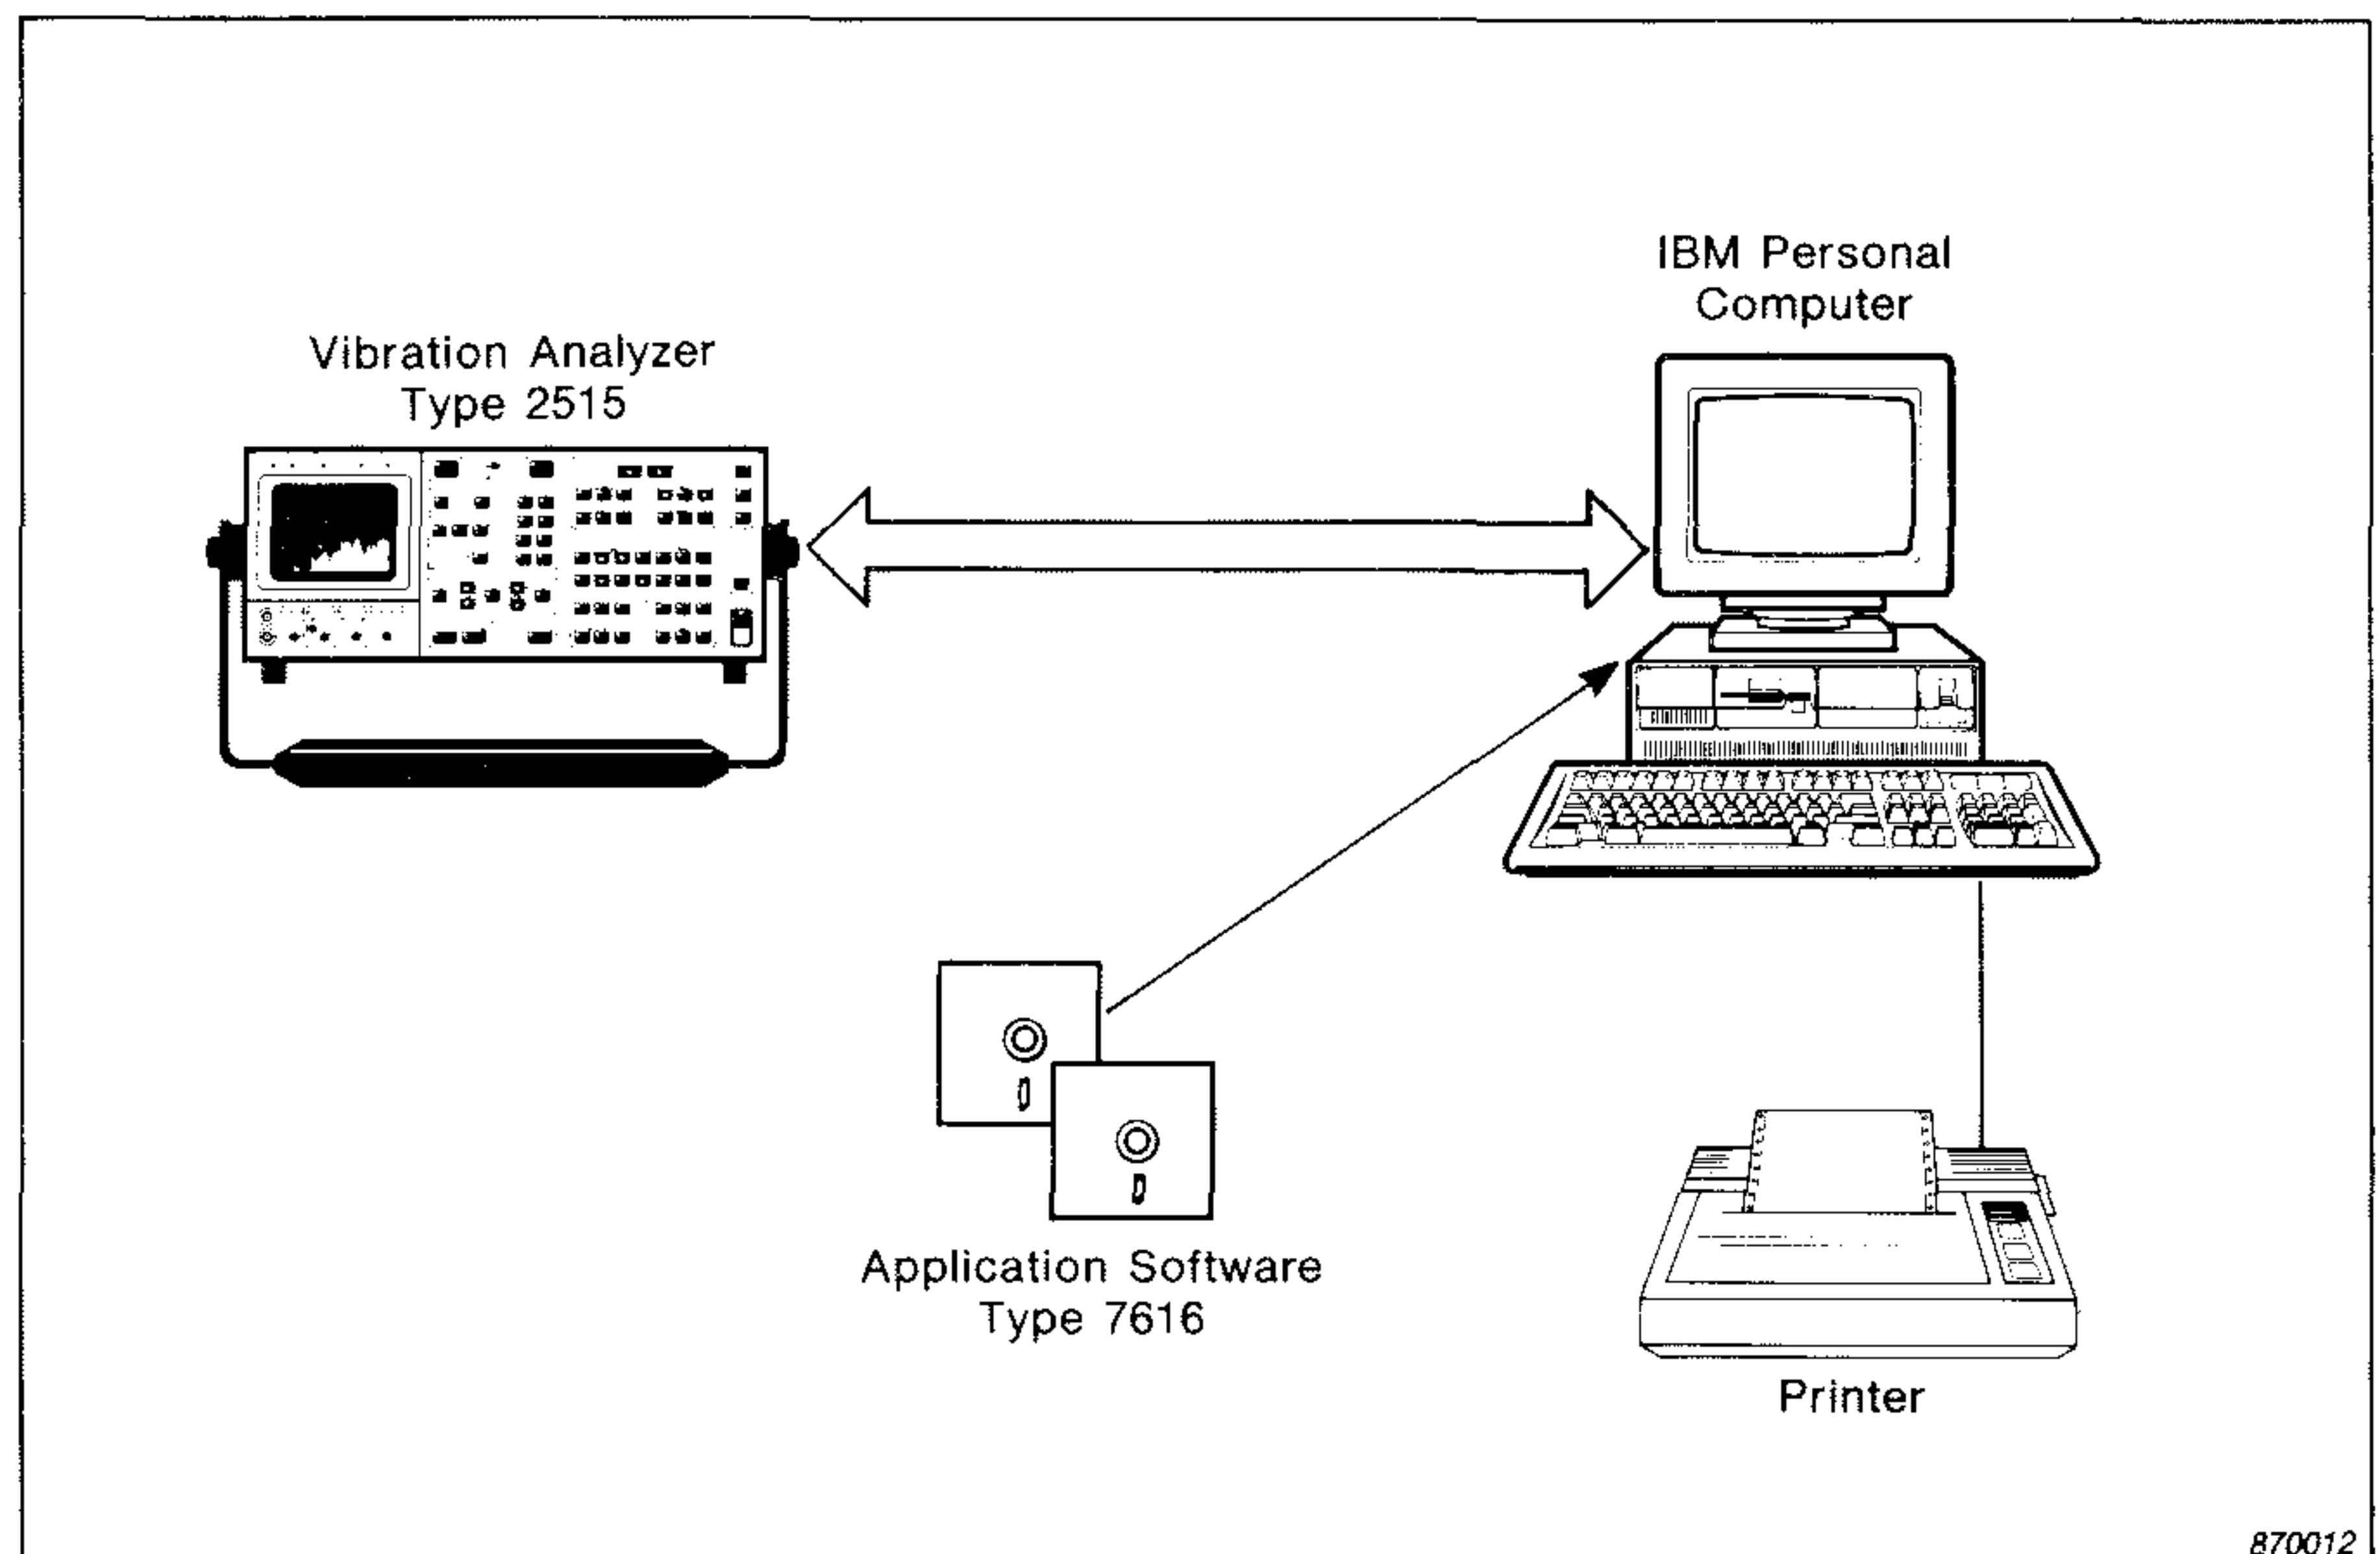 IBM Personal
Computer
Vibration Analyzer
Type 2515
Application Software
Type 7616
Printer
870012